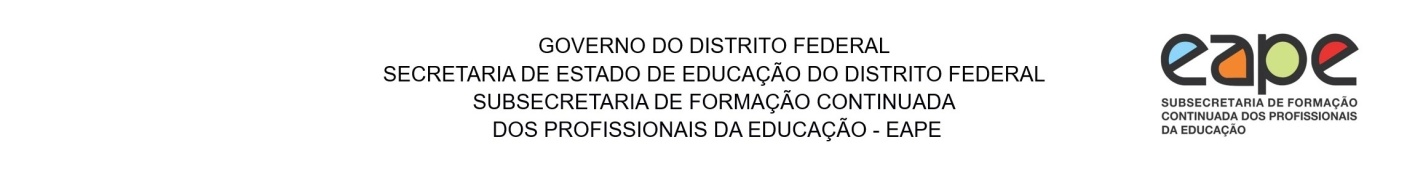 GOVERNO DO DISTRITO FEDERAL
SECRETARIA DE ESTADO DE EDUCAÇÃO DO DISTRITO FEDERAL
SUBSECRETARIA DE FORMAÇÃO CONTINUADA
DOS PROFISSIONAIS DA EDUCAÇÃO - EAPE
eape
SUBSECRETARIA DE FORMAÇÃO
CONTINUADA DOS PROFISSIONAIS
DA EDUCAÇÃO